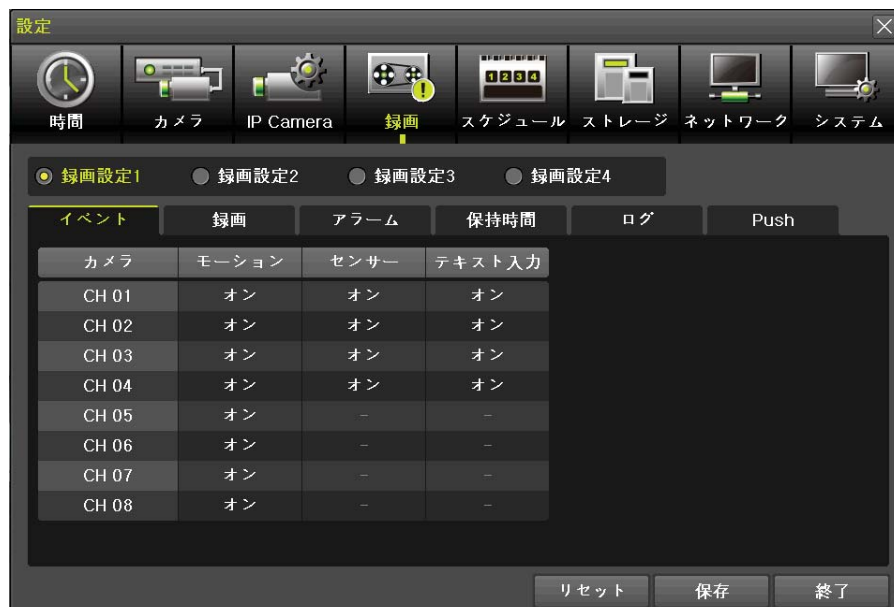 設定
時間 カメラ IP Camera 録画 スケジュール ストレージ ネットワーク システム
録画設定1 録画設定2 録画設定3 録画設定4
イベント 録画 アラーム 保持時間 ログ Push
カメラ モーション センサー テキスト入力
CH 01 オン オン オン
CH 02 オン オン オン
CH 03 オン オン オン
CH 04 オン オン オン
CH 05 オン － －
CH 06 オン － －
CH 07 オン － －
CH 08 オン － －
リセット 保存 終了